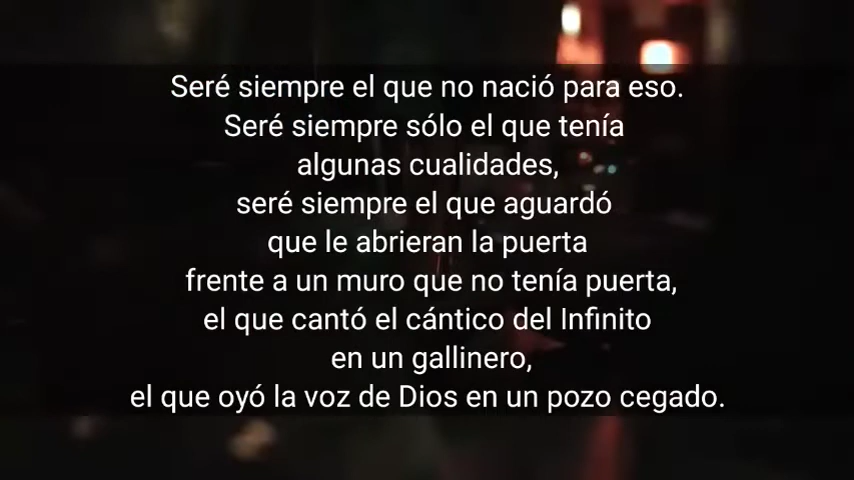 Seré siempre el que no nació para eso.
Seré siempre sólo el que tenía
algunas cualidades,
seré siempre el que aguardó
que le abrieran la puerta
frente a un muro que no tenía puerta,
el que cantó el cántico del Infinito
en un gallinero,
el que oyó la voz de Dios en un pozo cegado.